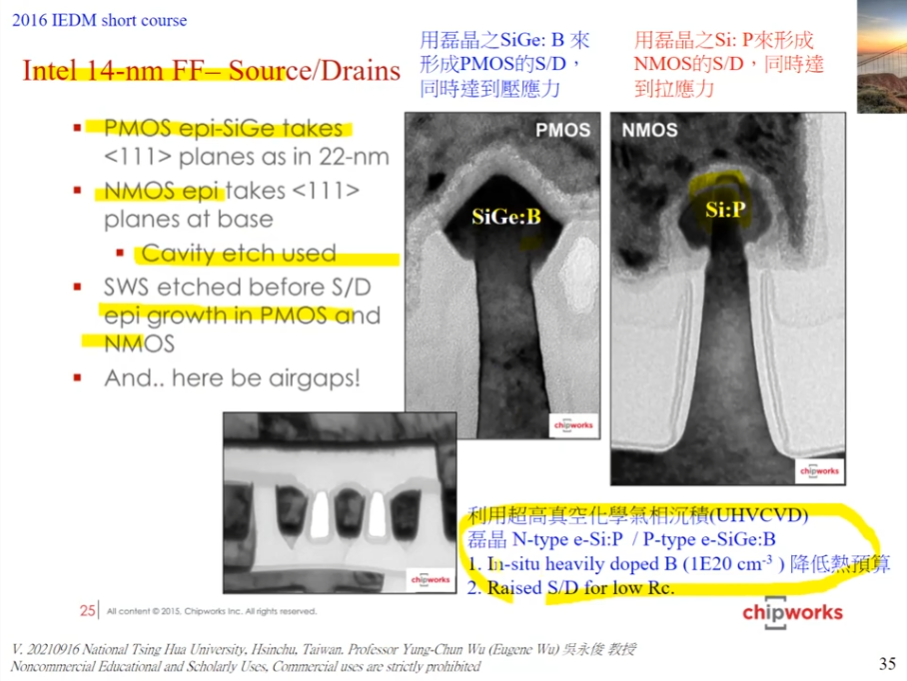 2016 IEDM short course
Intel 14-nm FF– Source/Drains
▪ PMOS epi-SiGe takes
<111> planes as in 22-nm
▪ NMOS epi takes <111>
planes at base
▪ Cavity etch used
▪ SWS etched before S/D
epi growth in PMOS and
NMOS
▪ And.. here be airgaps!
用磊晶之SiGe: B 來
形成PMOS的S/D，
同時達到壓應力
用磊晶之Si: P來形成
NMOS的S/D，同時達
到拉應力
PMOS
SiGe:B
chipworks
NMOS
Si:P
chipworks
chipworks
利用超高真空化學氣相沉積(UHVCVD)
磊晶 N-type e-Si:P / P-type e-SiGe:B
1. In-situ heavily doped B (1E20 cm⁻³ ) 降低熱預算
2. Raised S/D for low Rc.
25 All content © 2015. Chipworks Inc. All rights reserved.
chipworks
V. 20210916 National Tsing Hua University, Hsinchu, Taiwan. Professor Yung-Chun Wu (Eugene Wu) 吳永俊 教授
Noncommercial Educational and Scholarly Uses, Commercial uses are strictly prohibited
35